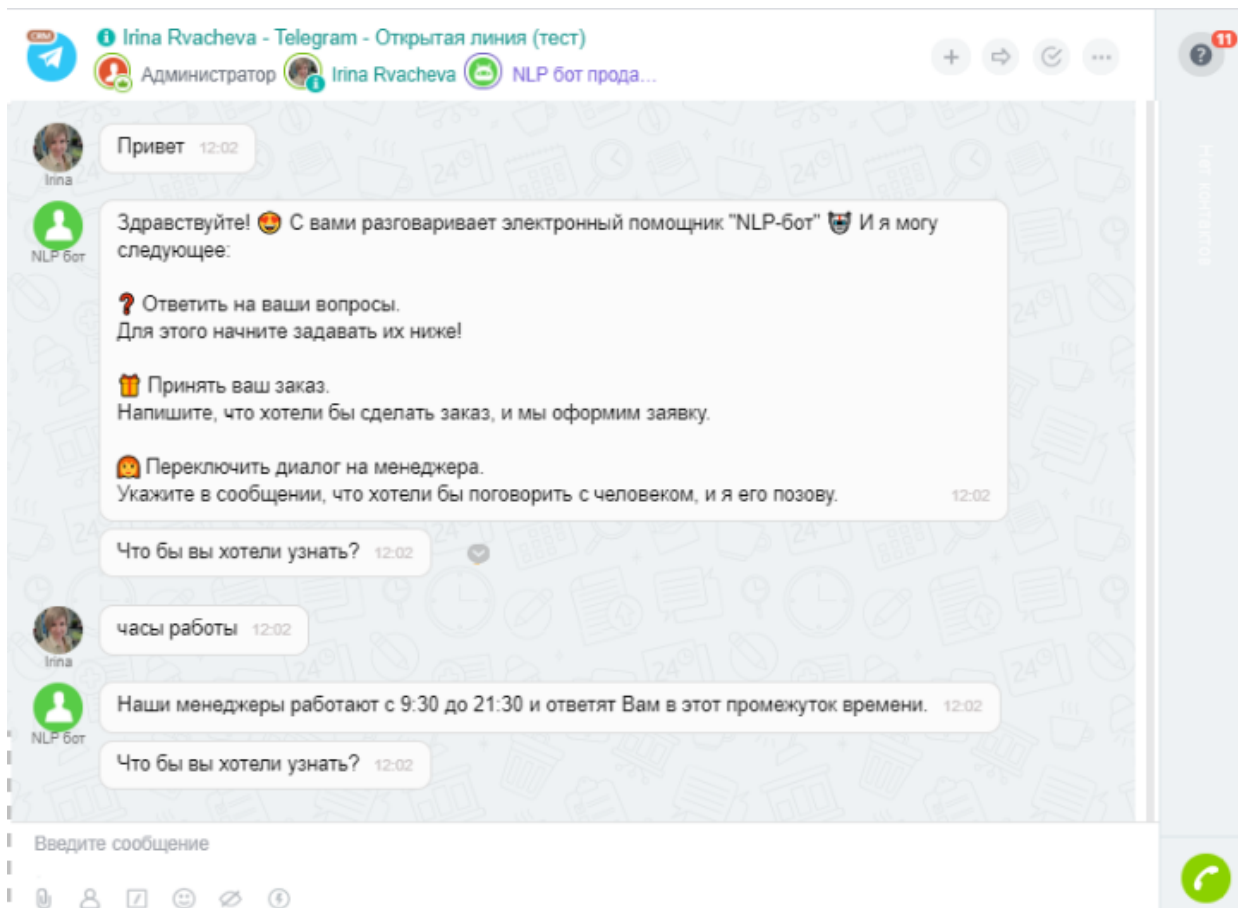 CRM
Irina Rvacheva - Telegram - Открытая линия (тест)
Администратор Irina Rvacheva NLP бот прода...
11
Нет контактов
Привет 12:02
Irina
Здравствуйте! С вами разговаривает электронный помощник "NLP-бот" И я могу
следующее:
NLP бот
Ответить на ваши вопросы.
Для этого начните задавать их ниже!
Принять ваш заказ.
Напишите, что хотели бы сделать заказ, и мы оформим заявку.
Переключить диалог на менеджера.
Укажите в сообщении, что хотели бы поговорить с человеком, и я его позову. 12:02
Что бы вы хотели узнать? 12:02
часы работы 12:02
Irina
Наши менеджеры работают с 9:30 до 21:30 и ответят Вам в этот промежуток времени. 12:02
NLP бот
Что бы вы хотели узнать? 12:02
Введите сообщение